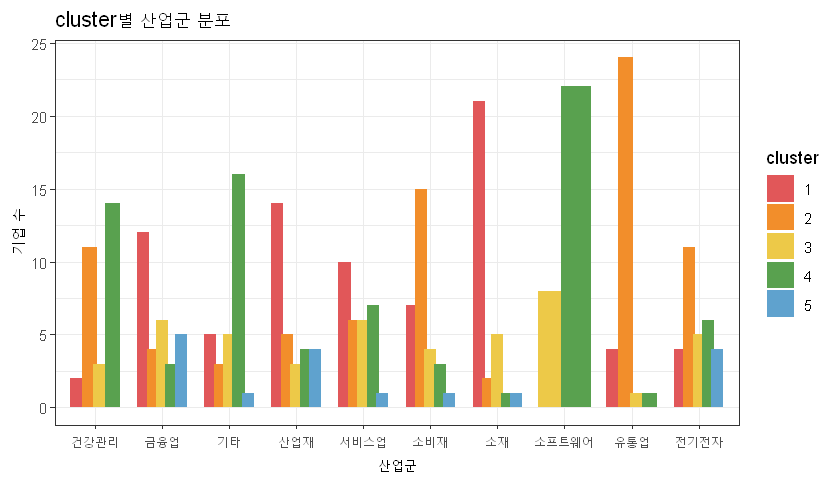 cluster별 산업군 분포
기업 수
25
20
15
10
5
0
건강관리 금융업 기타 산업재 서비스업 소비재 소재 소프트웨어 유통업 전기전자
산업군
cluster
1
2
3
4
5